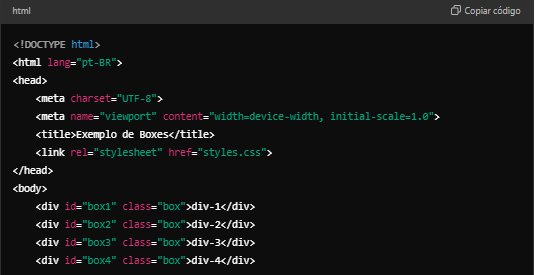 html
Copiar código
<!DOCTYPE html>
<html lang="pt-BR">
<head>
    <meta charset="UTF-8">
    <meta name="viewport" content="width=device-width, initial-scale=1.0">
    <title>Exemplo de Boxes</title>
    <link rel="stylesheet" href="styles.css">
</head>
<body>
    <div id="box1" class="box">div-1</div>
    <div id="box2" class="box">div-2</div>
    <div id="box3" class="box">div-3</div>
    <div id="box4" class="box">div-4</div>